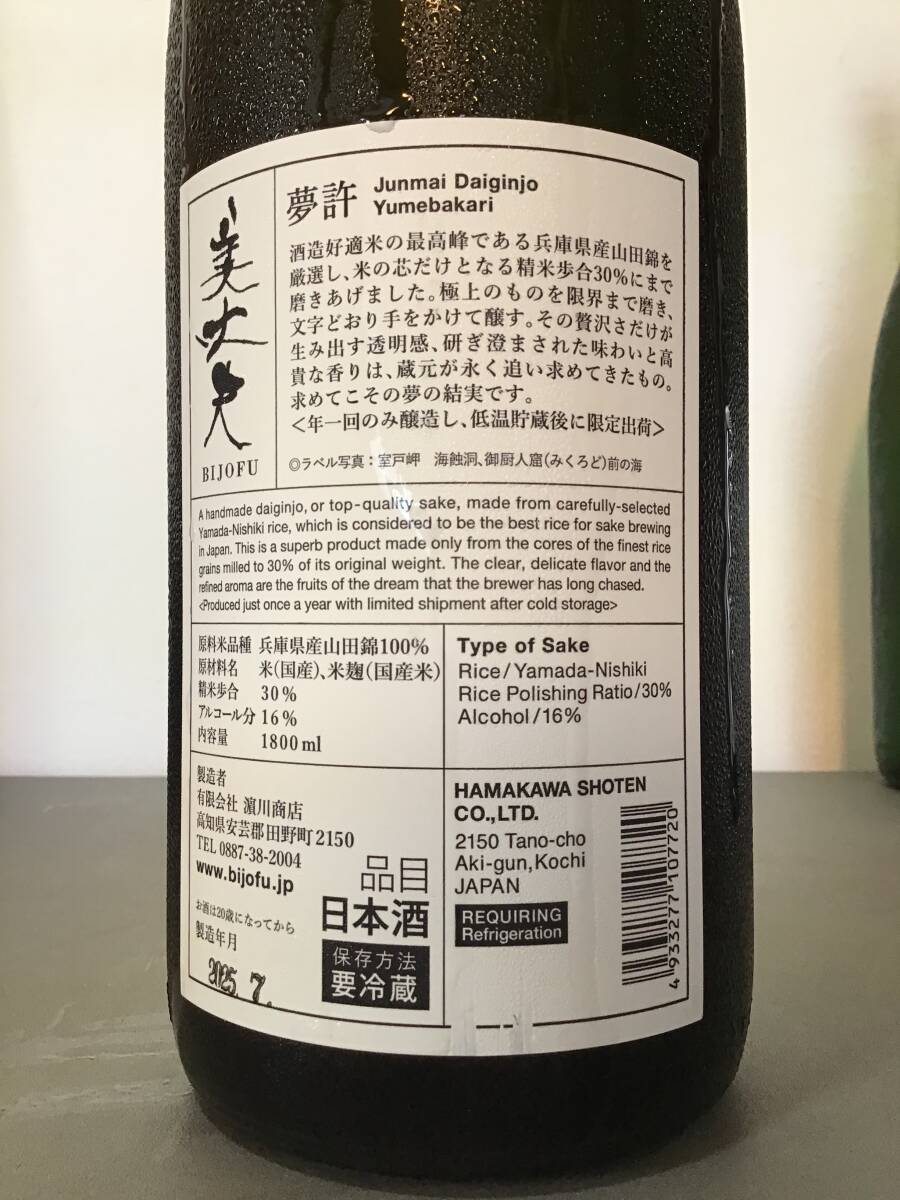 美丈夫
BIJOFU
夢許 Junmai Daiginjo
Yumebakari
酒造好適米の最高峰である兵庫県産山田錦を
厳選し、米の芯だけとなる精米歩合30%にまで
磨きあげました。極上のものを限界まで磨き、
文字どおり手をかけて醸す。その贅沢さだけが
生み出す透明感、研ぎ澄まされた味わいと高
貴な香りは、蔵元が永く追い求めてきたもの。
求めてこその夢の結実です。
<年一回のみ醸造し、低温貯蔵後に限定出荷>
◎ラベル写真:室戸岬 海蝕洞、御厨人窟(みくろど)前の海
A handmade daiginjo, or top-quality sake, made from carefully-selected
Yamada-Nishiki rice, which is considered to be the best rice for sake brewing
in Japan. This is a superb product made only from the cores of the finest rice
grains milled to 30% of its original weight. The clear, delicate flavor and the
refined aroma are the fruits of the dream that the brewer has long chased.
<Produced just once a year with limited shipment after cold storage>
原料米品種 兵庫県産山田錦100%
原材料名 米(国産)、米麹(国産米)
精米歩合 30%
アルコール分 16%
内容量 1800ml
Type of Sake
Rice/Yamada-Nishiki
Rice Polishing Ratio/30%
Alcohol/16%
製造者
有限会社 濵川商店
高知県安芸郡田野町2150
TEL 0887-38-2004
www.bijofu.jp
お酒は20歳になってから
製造年月
2025. 7.
品目
日本酒
保存方法
要冷蔵
HAMAKAWA SHOTEN
CO.,LTD.
2150 Tano-cho
Aki-gun,Kochi
JAPAN
REQUIRING
Refrigeration
4 933277 107720